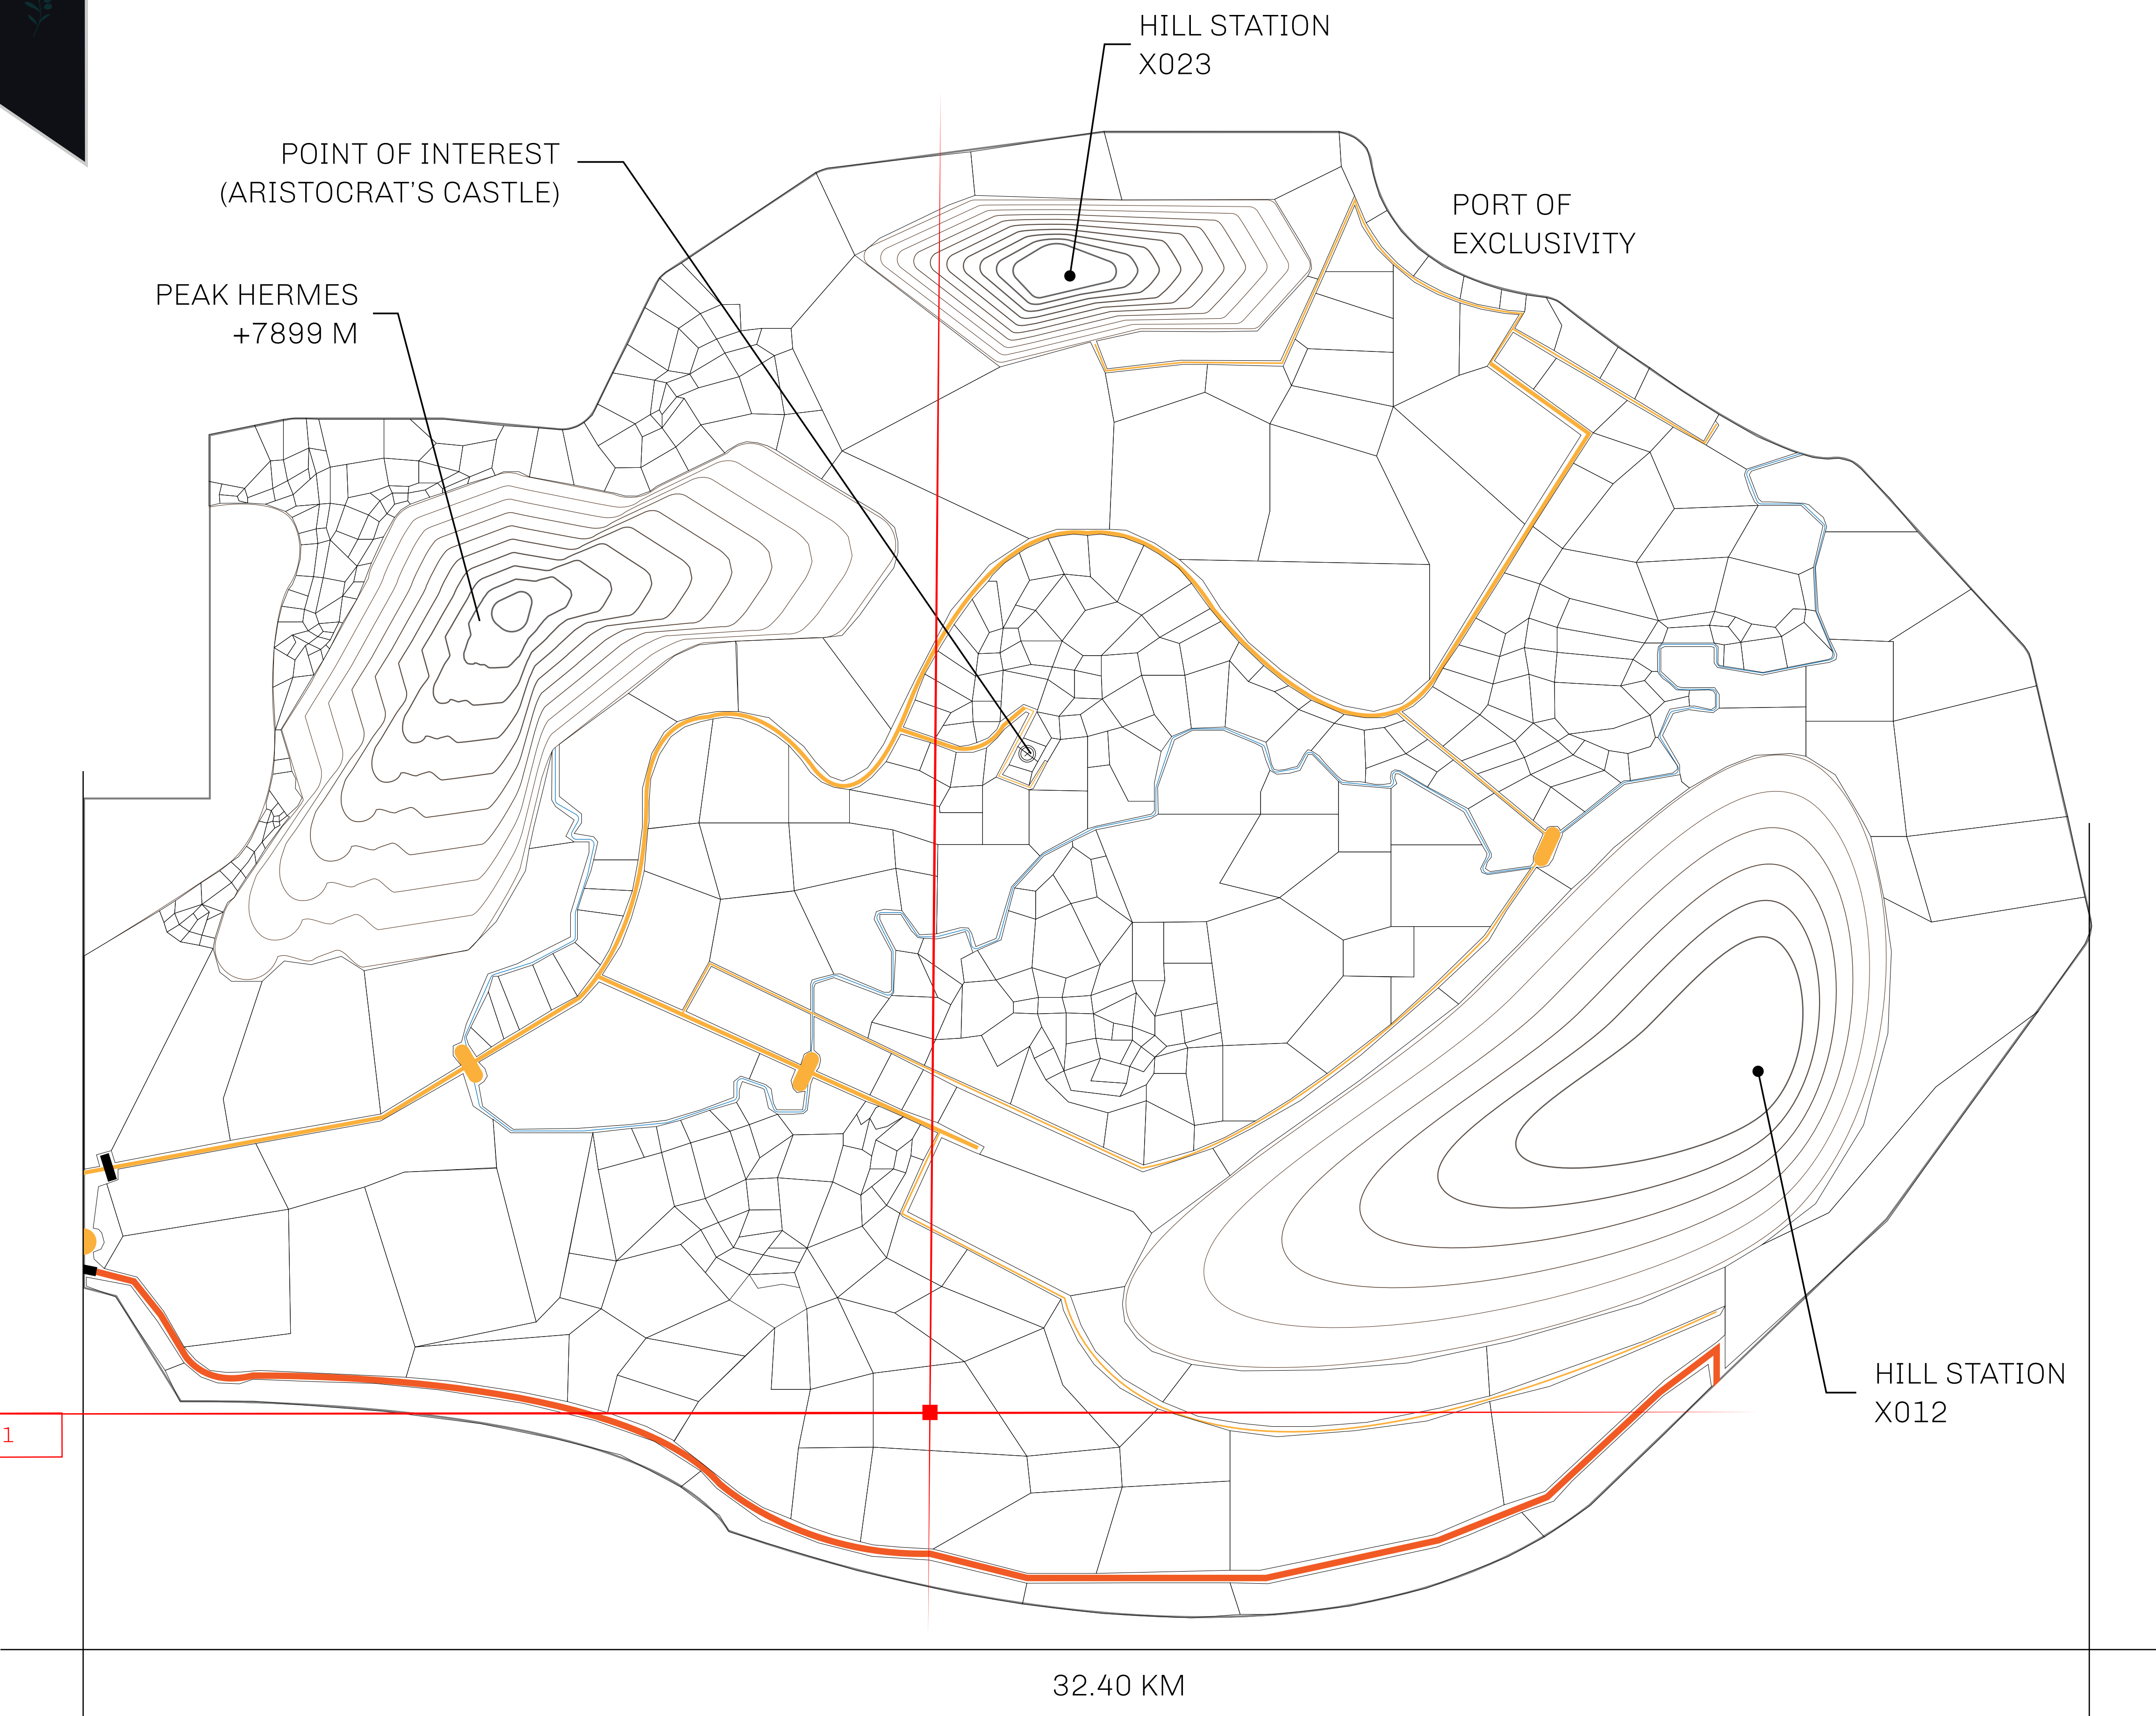 HILL STATION
X023
POINT OF INTEREST
(ARISTOCRAT’S CASTLE)
PORT OF
EXCLUSIVITY
PEAK HERMES
+7899 M
HILL STATION
X012
1
32.40 KM